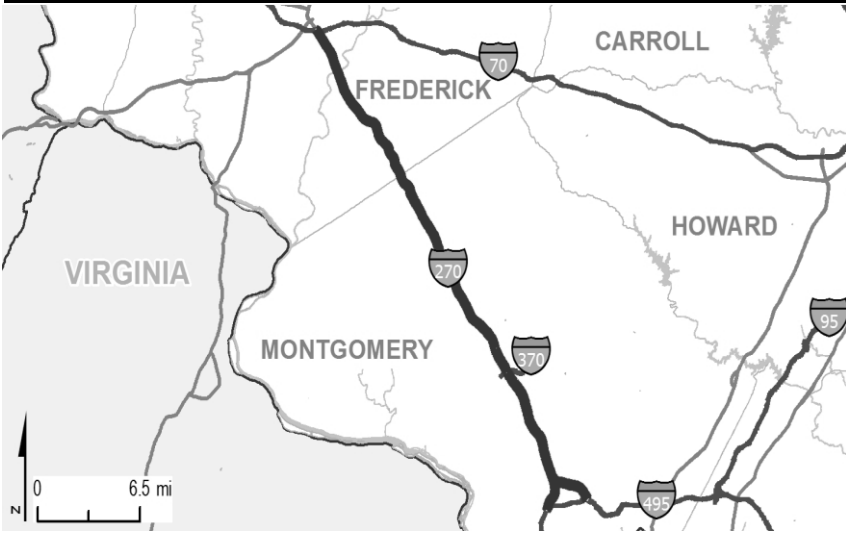 CARROLL
70
FREDERICK
HOWARD
VIRGINIA
270
95
MONTGOMERY
370
0 6.5 mi
N
495